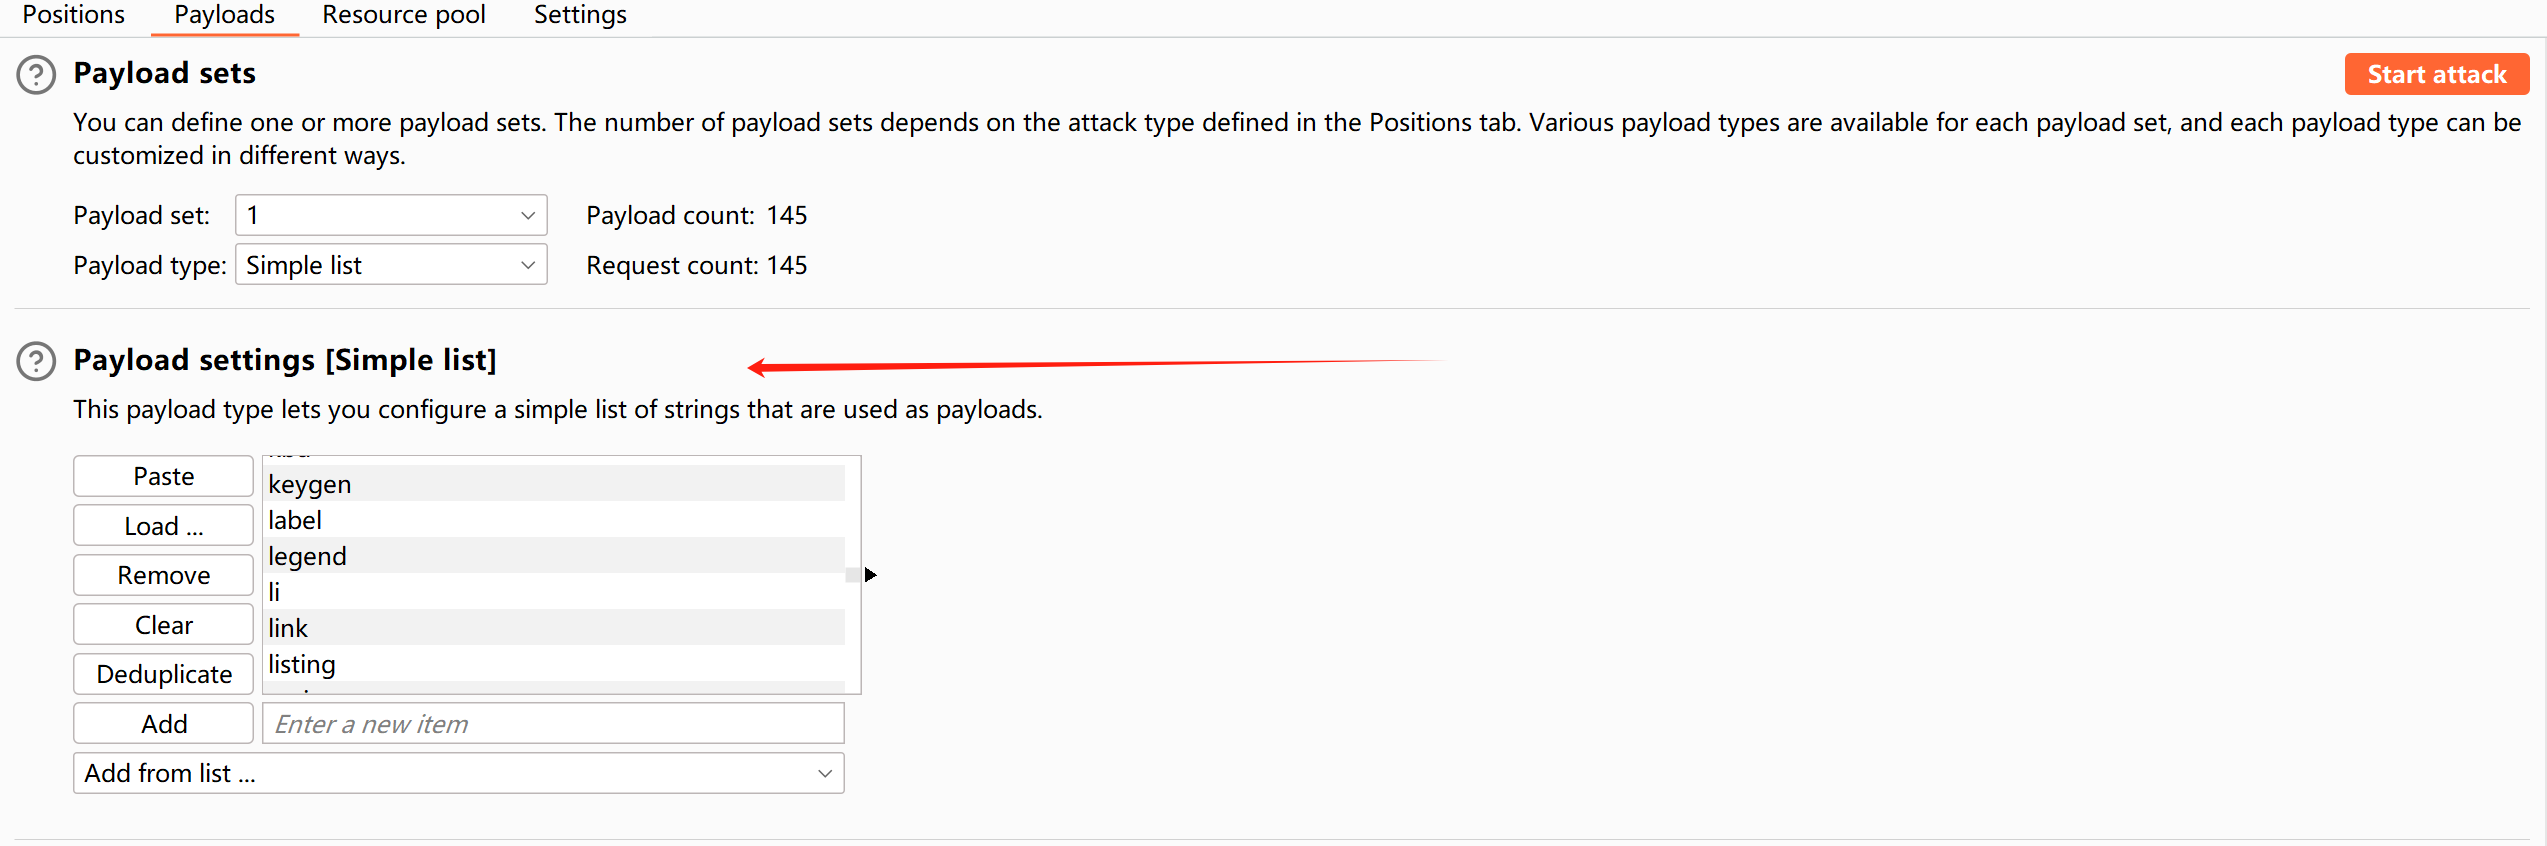 Positions Payloads Resource pool Settings
Payload sets
Start attack
You can define one or more payload sets. The number of payload sets depends on the attack type defined in the Positions tab. Various payload types are available for each payload set, and each payload type can be
customized in different ways.
Payload set: 1 Payload count: 145
Payload type: Simple list Request count: 145
Payload settings [Simple list]
This payload type lets you configure a simple list of strings that are used as payloads.
Paste
Load ...
Remove
Clear
Deduplicate
keygen
label
legend
li
link
listing
Add Enter a new item
Add from list ...